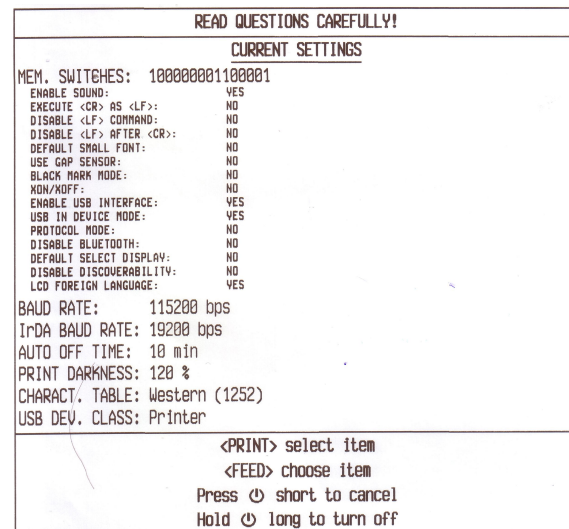 READ QUESTIONS CAREFULLY!
CURRENT SETTINGS
MEM. SWITCHES: 100000001100001
ENABLE SOUND: YES
EXECUTE <CR> AS <LF>: NO
DISABLE <LF> COMMAND: NO
DISABLE <LF> AFTER <CR>: NO
DEFAULT SMALL FONT: NO
USE GAP SENSOR: NO
BLACK MARK MODE: NO
XON/XOFF: NO
ENABLE USB INTERFACE: YES
USB IN DEVICE MODE: YES
PROTOCOL MODE: NO
DISABLE BLUETOOTH: NO
DEFAULT SELECT DISPLAY: NO
DISABLE DISCOVERABILITY: NO
LCD FOREIGN LANGUAGE: YES
BAUD RATE: 115200 bps
IrDA BAUD RATE: 19200 bps
AUTO OFF TIME: 10 min
PRINT DARKNESS: 120 %
CHARACT. TABLE: Western (1252)
USB DEV. CLASS: Printer
<PRINT> select item
<FEED> choose item
Press ⏻ short to cancel
Hold ⏻ long to turn off